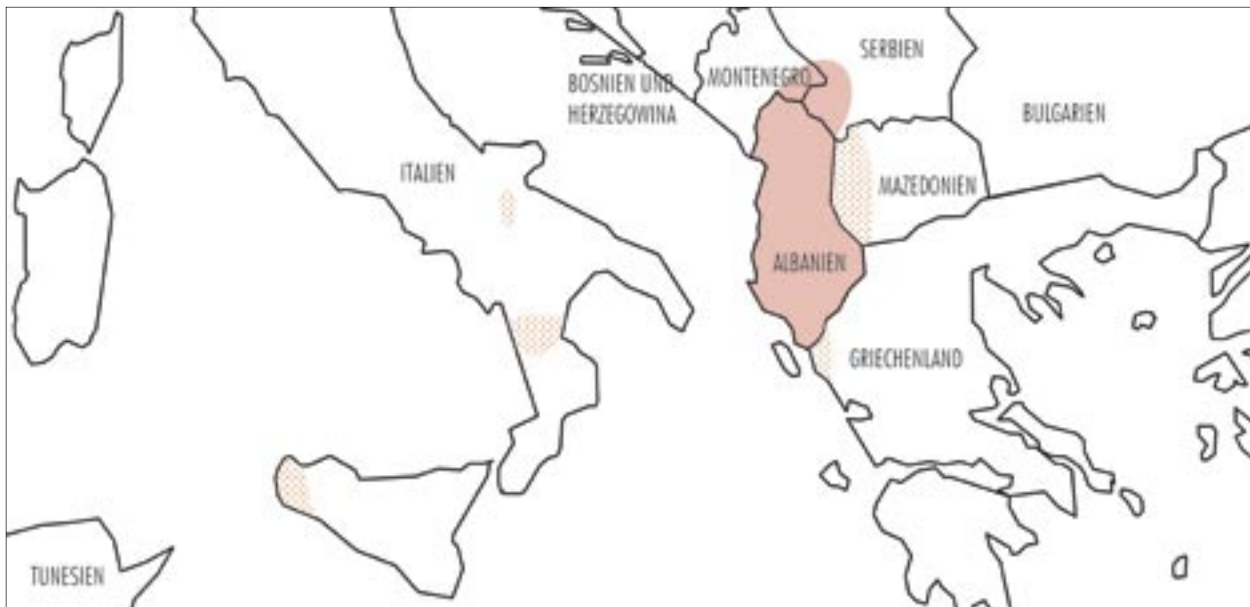 SERBIEN
BOSNIEN UND
HERZEGOWINA
MONTENEGRO
BULGARIEN
ITALIEN
MAZEDONIEN
ALBANIEN
GRIECHENLAND
TUNESIEN